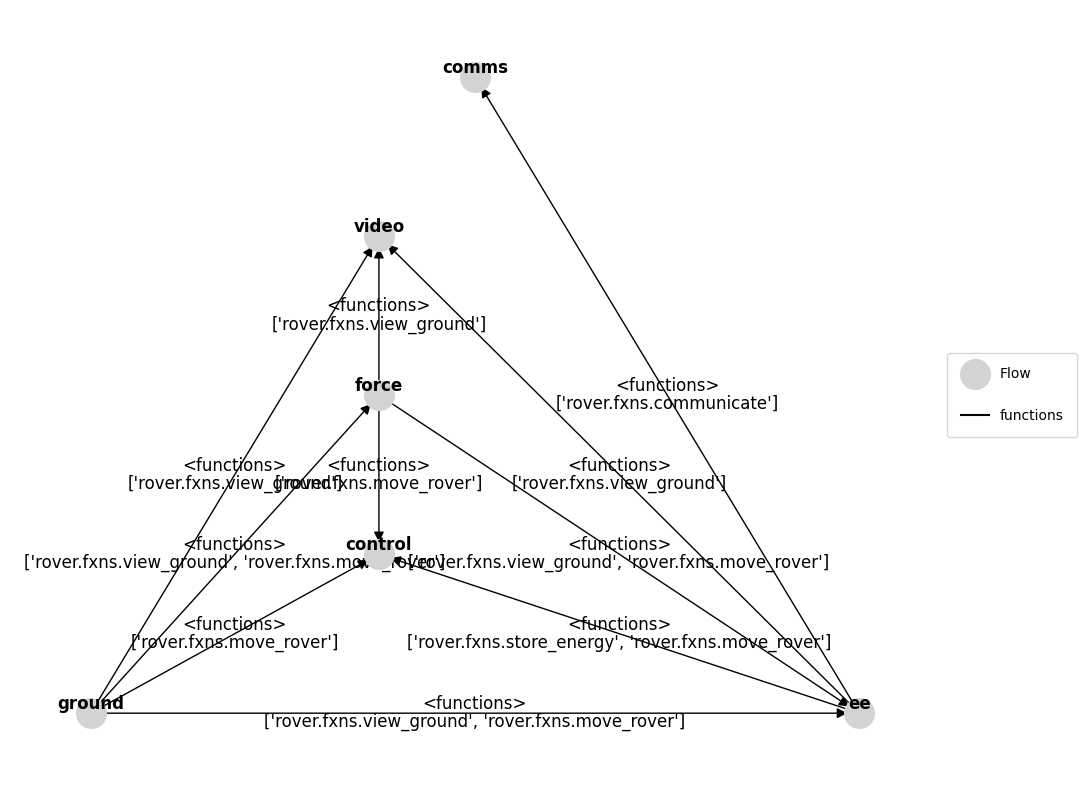 comms
video
<functions>
['rover.fxns.view_ground']
force
<functions>
['rover.fxns.communicate']
Flow
functions
<functions>
['rover.fxns.view_ground']
<functions>
['rover.fxns.move_rover']
<functions>
['rover.fxns.view_ground']
control
<functions>
['rover.fxns.view_ground', 'rover.fxns.move_rover']
<functions>
['rover.fxns.view_ground', 'rover.fxns.move_rover']
<functions>
['rover.fxns.move_rover']
<functions>
['rover.fxns.store_energy', 'rover.fxns.move_rover']
ground
<functions>
['rover.fxns.view_ground', 'rover.fxns.move_rover']
ee